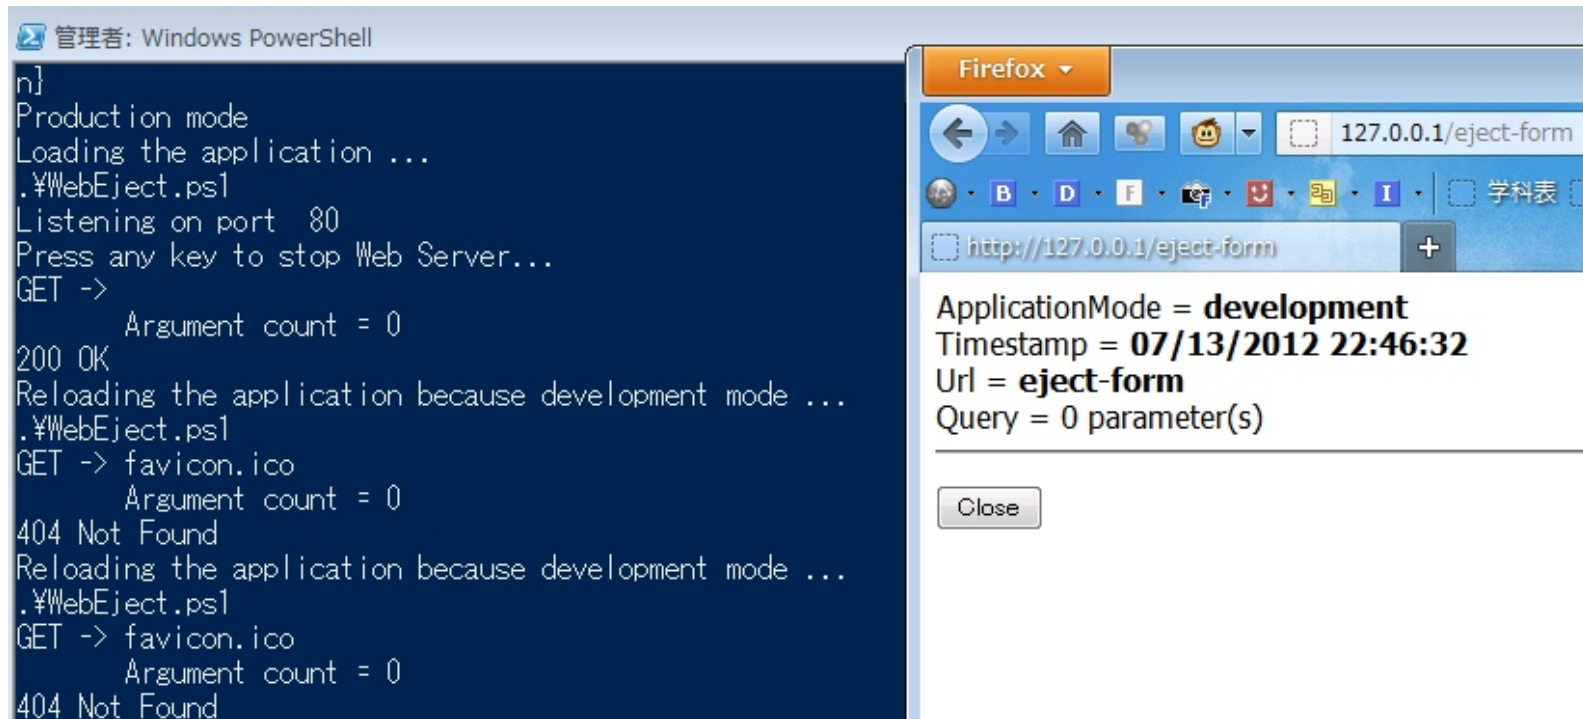 管理者: Windows PowerShell
n}
Production mode
Loading the application ...
.¥WebEject.ps1
Listening on port  80
Press any key to stop Web Server...
GET ->
Argument count = 0
200 OK
Reloading the application because development mode ...
.¥WebEject.ps1
GET -> favicon.ico
Argument count = 0
404 Not Found
Reloading the application because development mode ...
.¥WebEject.ps1
GET -> favicon.ico
Argument count = 0
404 Not Found
Firefox
127.0.0.1/eject-form
B D F I 学科表
http://127.0.0.1/eject-form
ApplicationMode = development
Timestamp = 07/13/2012 22:46:32
Url = eject-form
Query = 0 parameter(s)
Close